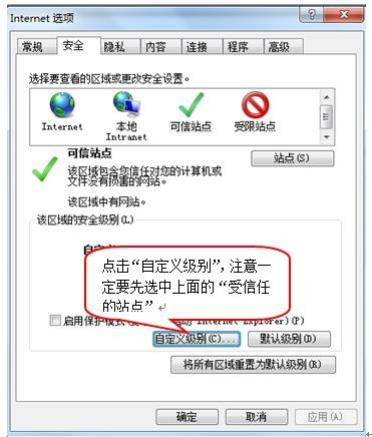 Internet 选项
常规 安全 隐私 内容 连接 程序 高级
选择要查看的区域或更改安全设置。
Internet 本地 Intranet 可信站点 受限站点
可信站点
站点(S)
该区域包含您信任对您的计算机或
文件没有损害的网站。
该区域中有网站。
该区域的安全级别(L)
点击“自定义级别”，注意一
定要先选中上面的“受信任
的站点”
启用保护模式 Internet Explorer)(P)
自定义级别(C)... 默认级别(D)
将所有区域重置为默认级别(R)
确定 取消 应用(A)